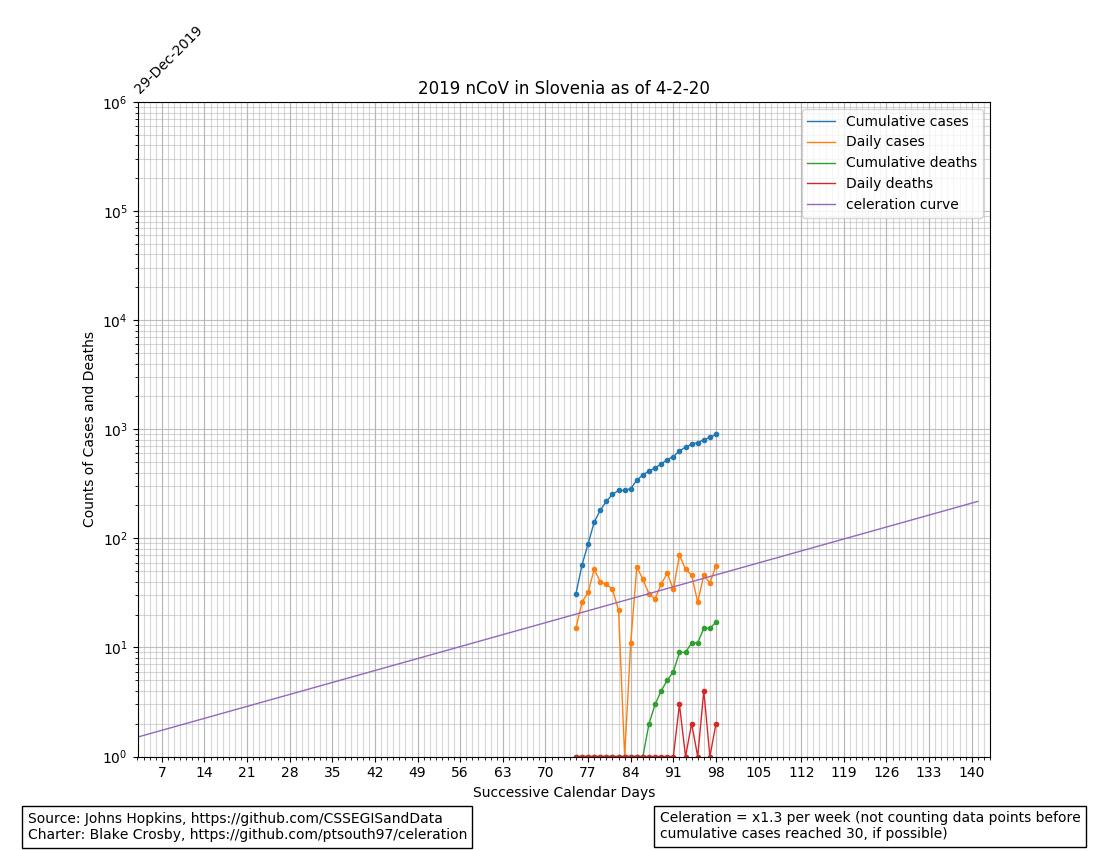 29-Dec-2019
2019 nCoV in Slovenia as of 4-2-20
Cumulative cases
Daily cases
Cumulative deaths
Daily deaths
celeration curve
Counts of Cases and Deaths
10^6
10^5
10^4
10^3
10^2
10^1
10^0
7 14 21 28 35 42 49 56 63 70 77 84 91 98 105 112 119 126 133 140
Successive Calendar Days
Source: Johns Hopkins, https://github.com/CSSEGISandData
Charter: Blake Crosby, https://github.com/ptsouth97/celeration
Celeration = x1.3 per week (not counting data points before
cumulative cases reached 30, if possible)